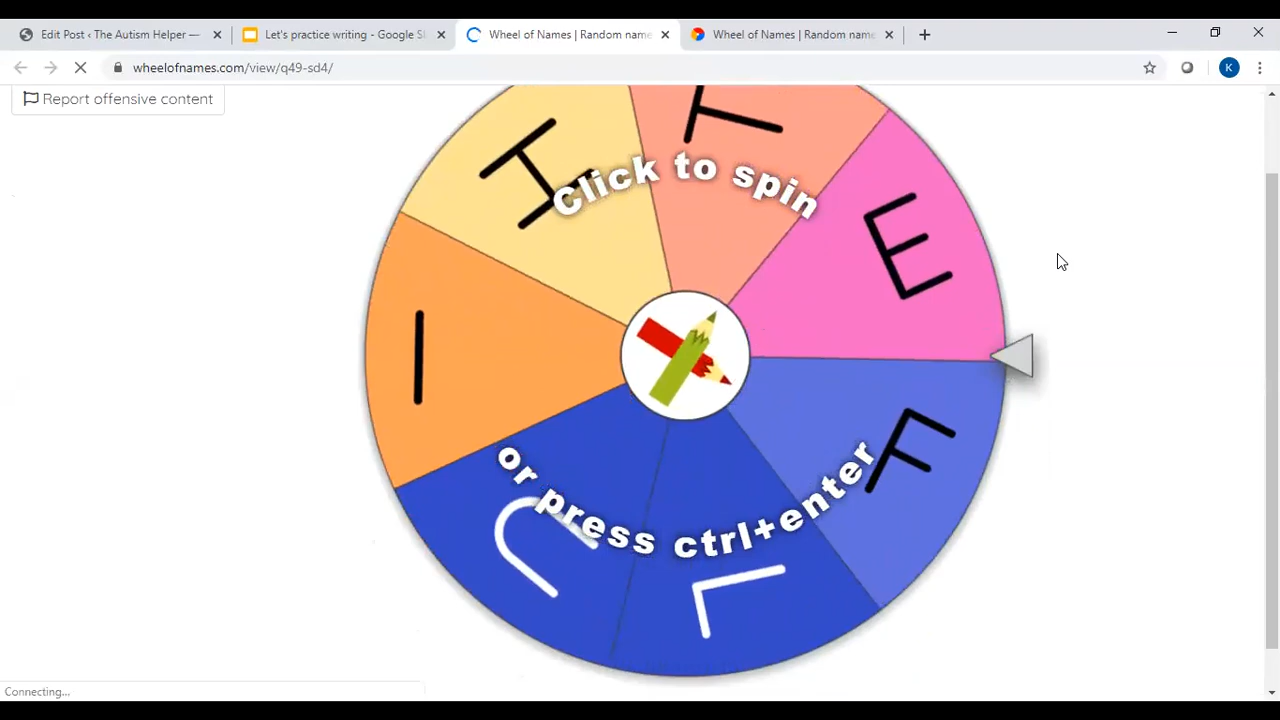 Edit Post ‹ The Autism Helper —
Let's practice writing - Google Sl
Wheel of Names | Random name
Wheel of Names | Random name
wheelofnames.com/view/q49-sd4/
K
Report offensive content
T
H
E
Click to spin
I
F
or press ctrl+enter
U
L
Connecting...